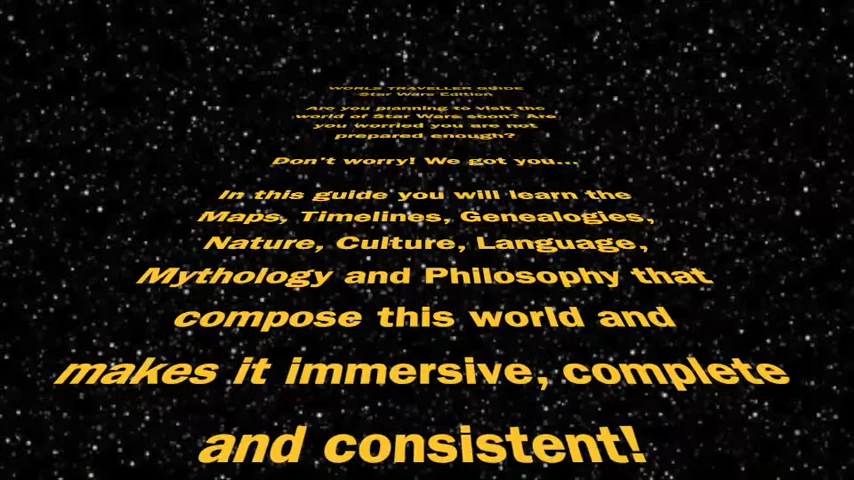 WORLD TRAVELLER GUIDE
Star Wars Edition
Are you planning to visit the
world of Star Wars soon? Are
you worried you are not
prepared enough?
Don't worry! We got you...
In this guide you will learn the
Maps, Timelines, Genealogies,
Nature, Culture, Language,
Mythology and Philosophy that
compose this world and
makes it immersive, complete
and consistent!